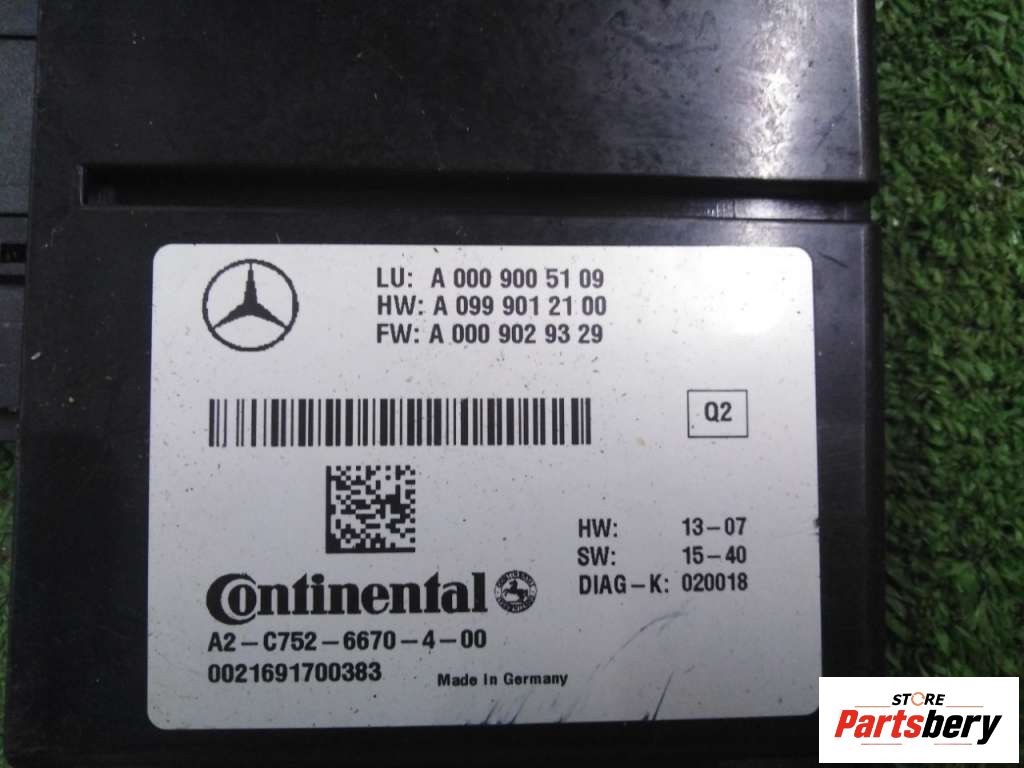 LU: A 000 900 51 09
HW: A 099 901 21 00
FW: A 000 902 93 29
Q2
HW: 13-07
SW: 15-40
DIAG-K: 020018
Continental
A2-C752-6670-4-00
0021691700383
Made in Germany
STORE
Partsbery